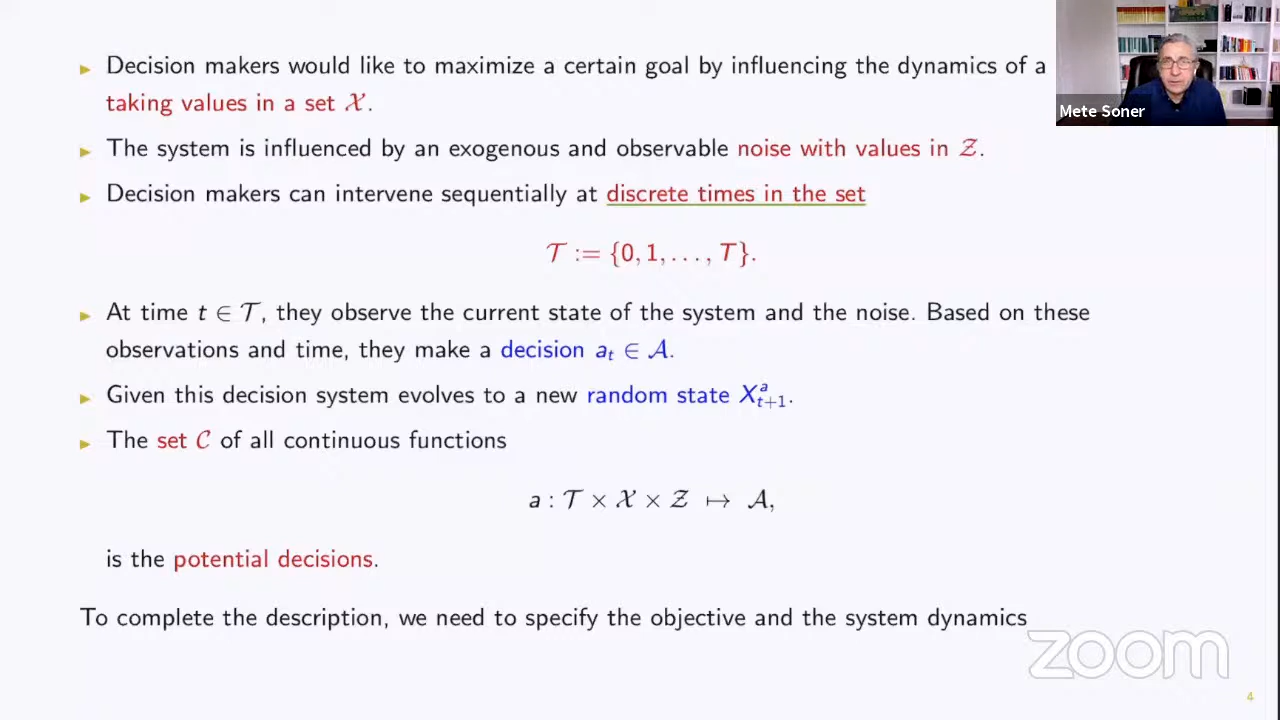 Decision makers would like to maximize a certain goal by influencing the dynamics of a
taking values in a set 𝒳.
The system is influenced by an exogenous and observable noise with values in 𝒵.
Decision makers can intervene sequentially at discrete times in the set
𝒯 := {0, 1, . . . , T}.
At time t ∈ 𝒯, they observe the current state of the system and the noise. Based on these
observations and time, they make a decision aₜ ∈ 𝒜.
Given this decision system evolves to a new random state Xᵃₜ₊₁.
The set 𝒞 of all continuous functions
a : 𝒯 × 𝒳 × 𝒵 ↦ 𝒜,
is the potential decisions.
To complete the description, we need to specify the objective and the system dynamics
Mete Soner
zoom
4